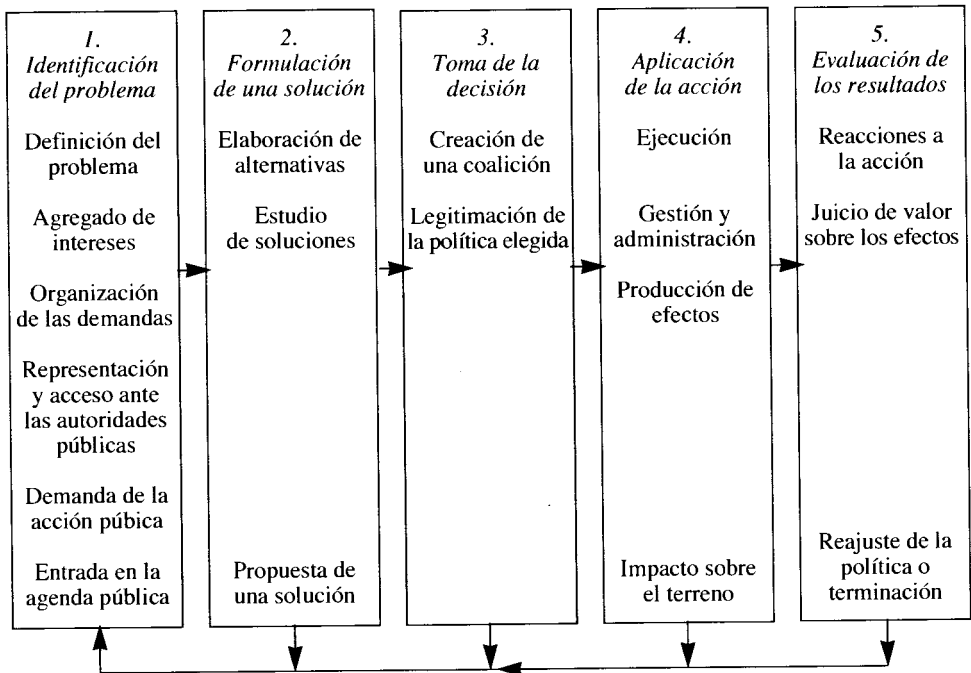 1.
Identificación
del problema
Definición del
problema
Agregado de
intereses
Organización
de las demandas
Representación
y acceso ante
las autoridades
públicas
Demanda de la
acción púbica
Entrada en la
agenda pública
2.
Formulación
de una solución
Elaboración de
alternativas
Estudio
de soluciones
Propuesta de
una solución
3.
Toma de la
decisión
Creación de
una coalición
Legitimación de
la política elegida
4.
Aplicación
de la acción
Ejecución
Gestión y
administración
Producción de
efectos
Impacto sobre
el terreno
5.
Evaluación de
los resultados
Reacciones a
la acción
Juicio de valor
sobre los efectos
Reajuste de la
política o
terminación